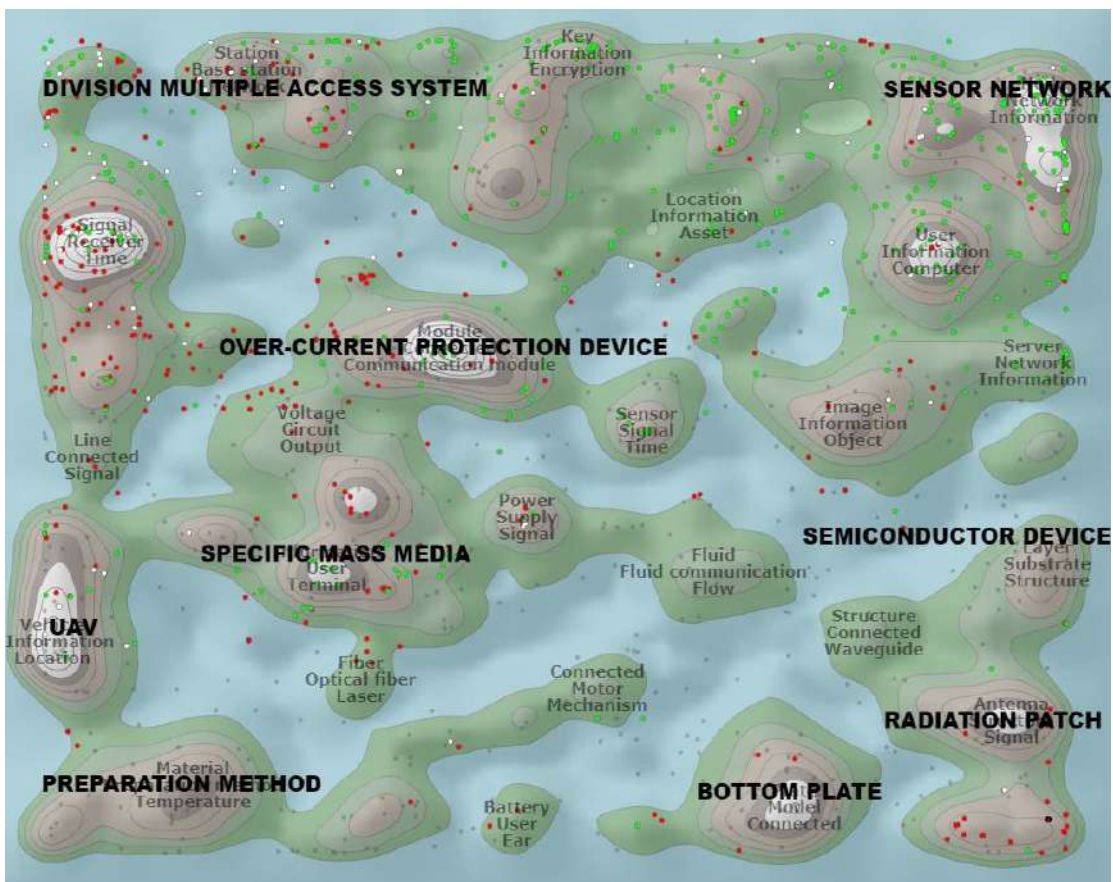 Station
Base station
DIVISION MULTIPLE ACCESS SYSTEM
Key
Information
Encryption
SENSOR NETWORK
Network
Information
Signal
Receiver
Time
Location
Information
Asset
User
Information
Computer
Module
OVER-CURRENT PROTECTION DEVICE
Communication module
Server
Network
Information
Voltage
Circuit
Output
Sensor
Signal
Time
Image
Information
Object
Line
Connected
Signal
Power
Supply
Signal
SPECIFIC MASS MEDIA
User
Terminal
Fluid
Fluid communication
Flow
SEMICONDUCTOR DEVICE
Layer
Substrate
Structure
UAV
Vehicle
Information
Location
Structure
Connected
Waveguide
Fiber
Optical fiber
Laser
Connected
Motor
Mechanism
Antenna
RADIATION PATCH
Signal
Material
PREPARATION METHOD
Temperature
BOTTOM PLATE
Model
Connected
Battery
User
Ear